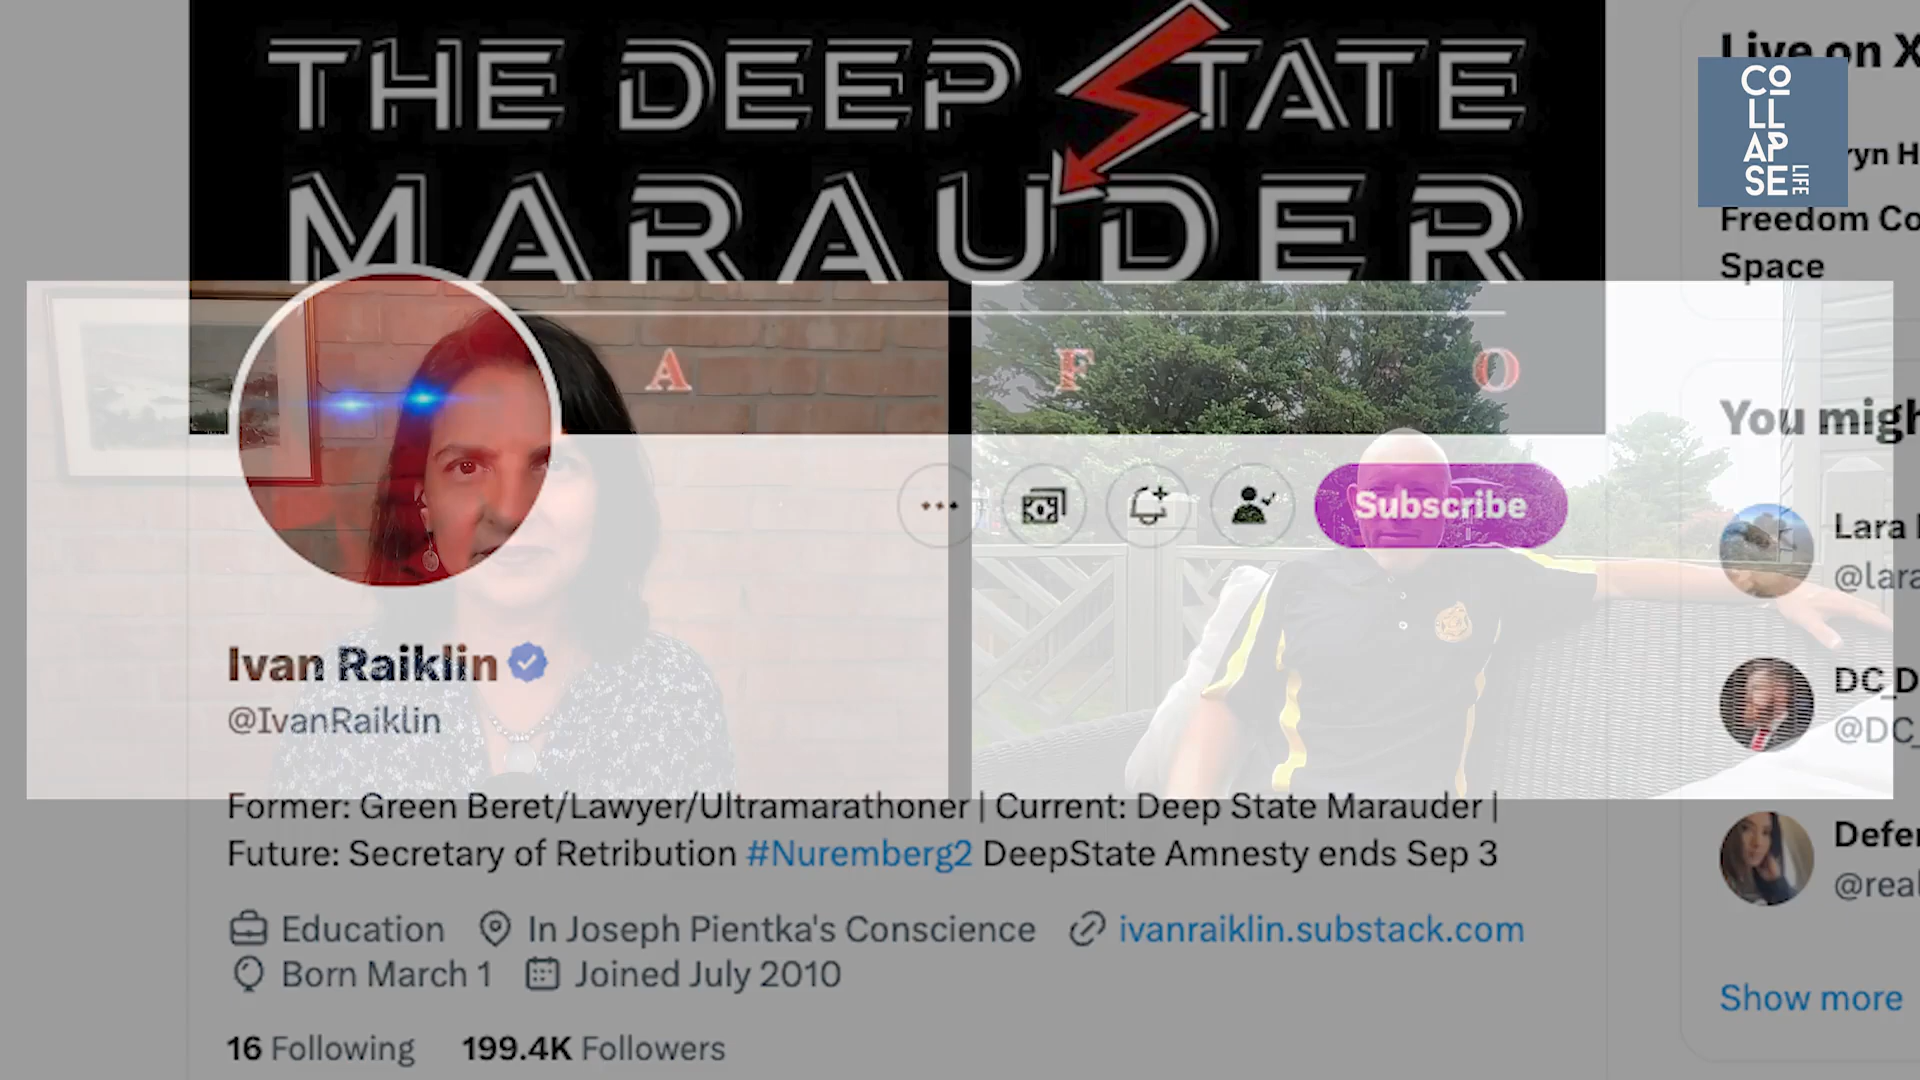 THE DEEP STATE
MARAUDER
A F O
Subscribe
Ivan Raiklin
@IvanRaiklin
Former: Green Beret/Lawyer/Ultramarathoner | Current: Deep State Marauder |
Future: Secretary of Retribution #Nuremberg2 DeepState Amnesty ends Sep 3
Education In Joseph Pientka's Conscience ivanraiklin.substack.com
Born March 1 Joined July 2010
16 Following 199.4K Followers
Live on X
COLLAPSE
LIFE
Freedom Co
Space
You migh
Lara
@lara
DC_D
@DC_
Defen
@real
Show more